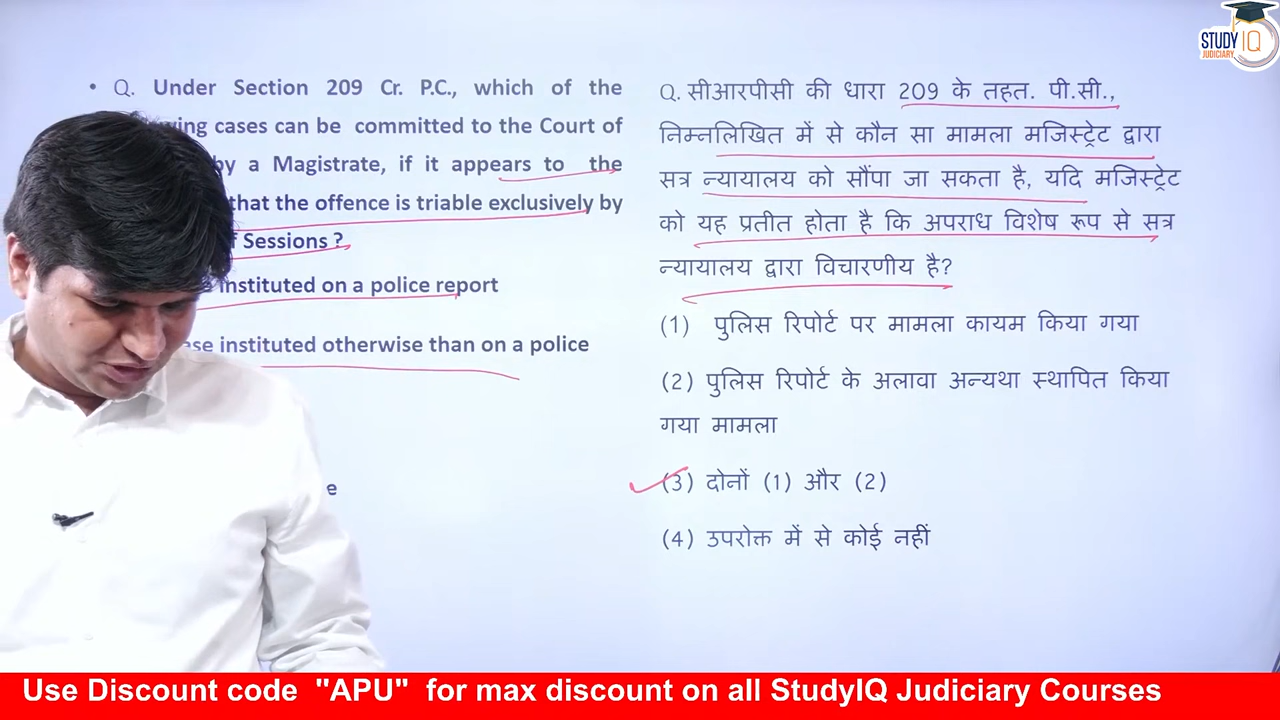 STUDY IQ
JUDICIARY
• Q. Under Section 209 Cr. P.C., which of the
cases can be committed to the Court of
by a Magistrate, if it appears to the
that the offence is triable exclusively by
Sessions ?
instituted on a police report
instituted otherwise than on a police
Q. सीआरपीसी की धारा 209 के तहत. पी.सी.,
निम्नलिखित में से कौन सा मामला मजिस्ट्रेट द्वारा
सत्र न्यायालय को सौंपा जा सकता है, यदि मजिस्ट्रेट
को यह प्रतीत होता है कि अपराध विशेष रूप से सत्र
न्यायालय द्वारा विचारणीय है?
(1) पुलिस रिपोर्ट पर मामला कायम किया गया
(2) पुलिस रिपोर्ट के अलावा अन्यथा स्थापित किया
गया मामला
(3) दोनों (1) और (2)
(4) उपरोक्त में से कोई नहीं
Use Discount code "APU" for max discount on all StudyIQ Judiciary Courses